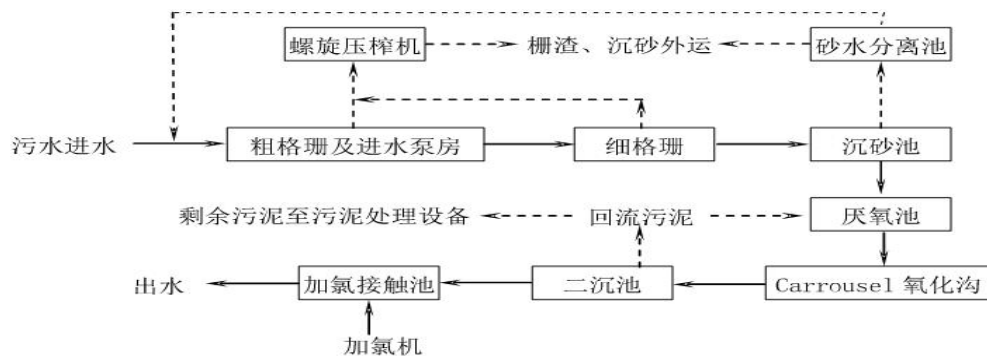 螺旋压榨机
栅渣、沉砂外运
砂水分离池
污水进水
粗格珊及进水泵房
细格珊
沉砂池
剩余污泥至污泥处理设备
回流污泥
厌氧池
出水
加氯接触池
二沉池
Carrousel 氧化沟
加氯机